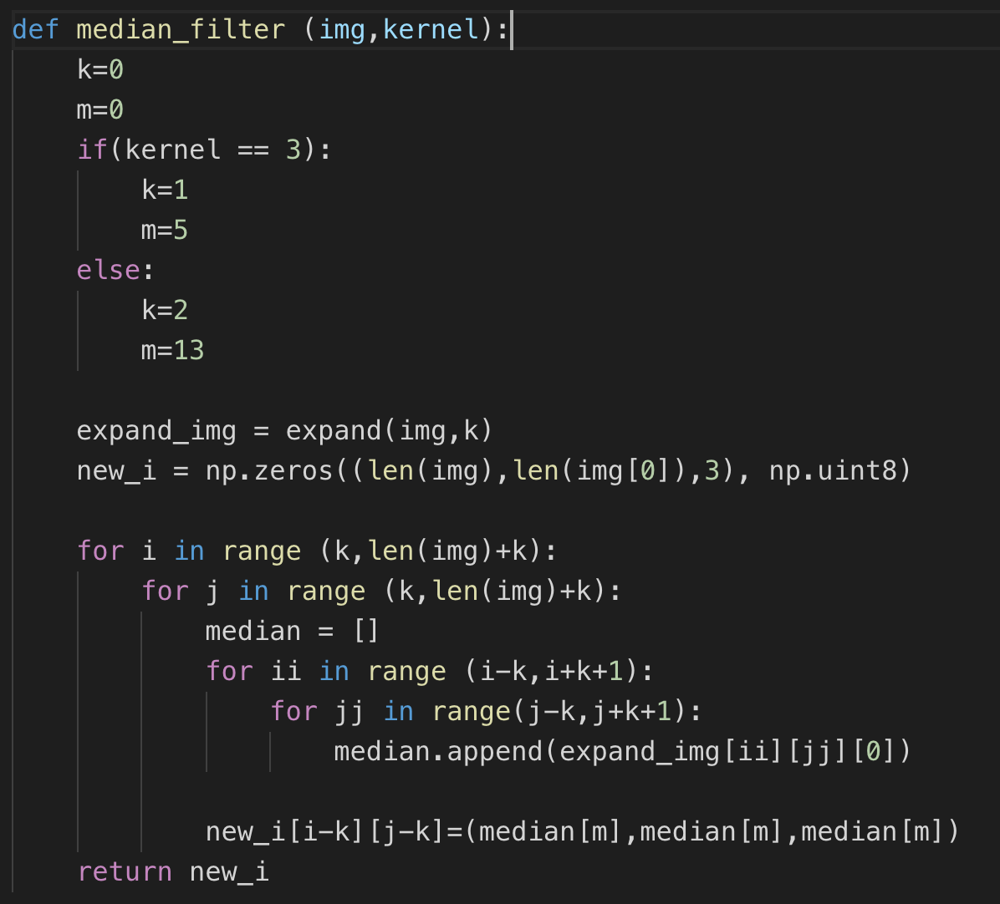 def median_filter (img,kernel):
    k=0
    m=0
    if(kernel == 3):
        k=1
        m=5
    else:
        k=2
        m=13

    expand_img = expand(img,k)
    new_i = np.zeros((len(img),len(img[0]),3), np.uint8)

    for i in range (k,len(img)+k):
        for j in range (k,len(img)+k):
            median = []
            for ii in range (i-k,i+k+1):
                for jj in range(j-k,j+k+1):
                    median.append(expand_img[ii][jj][0])

            new_i[i-k][j-k]=(median[m],median[m],median[m])
    return new_i